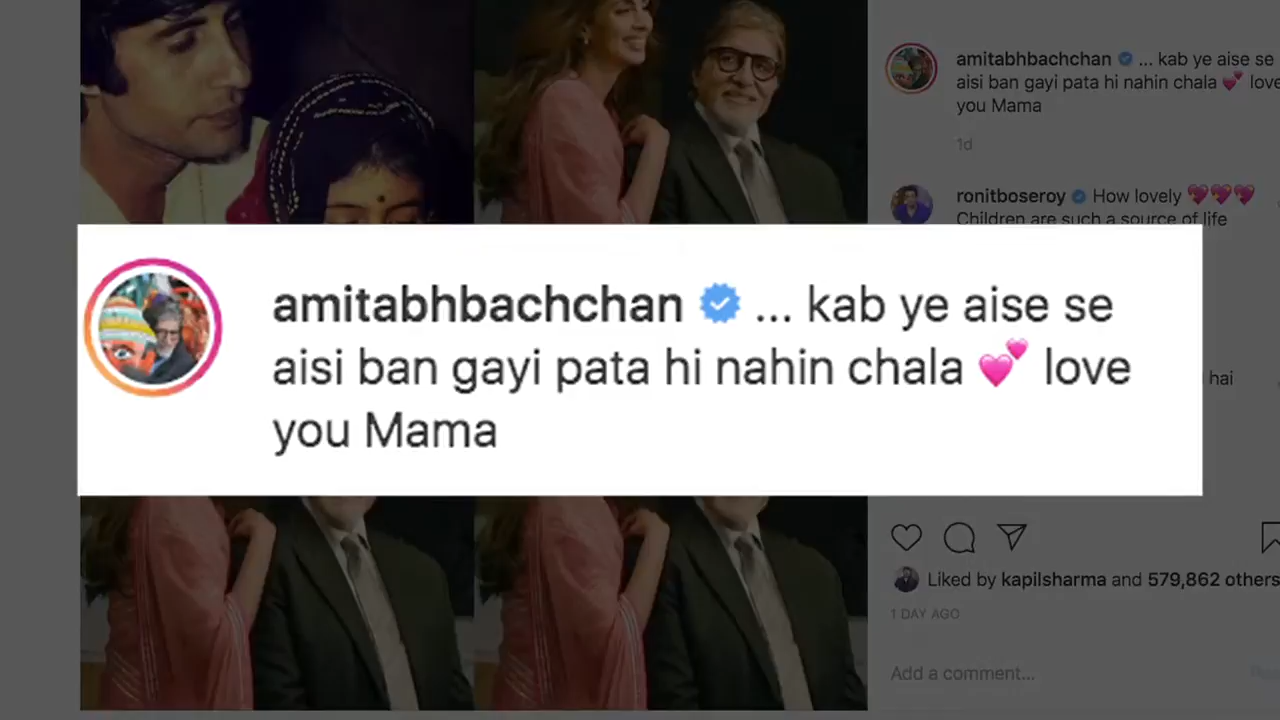 amitabhbachchan ... kab ye aise se
aisi ban gayi pata hi nahin chala 💕 love
you Mama
1d
ronitboseroy How lovely 💖💖💖
Children are such a source of life
amitabhbachchan ... kab ye aise se
aisi ban gayi pata hi nahin chala 💕 love
you Mama
hai
Liked by kapilsharma and 579,862 others
1 DAY AGO
Add a comment...